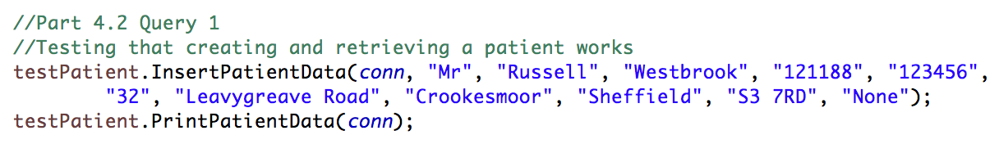 //Part 4.2 Query 1
//Testing that creating and retrieving a patient works
testPatient.InsertPatientData(conn, "Mr", "Russell", "Westbrook", "121188", "123456",
"32", "Leavygreave Road", "Crookesmoor", "Sheffield", "S3 7RD", "None");
testPatient.PrintPatientData(conn);